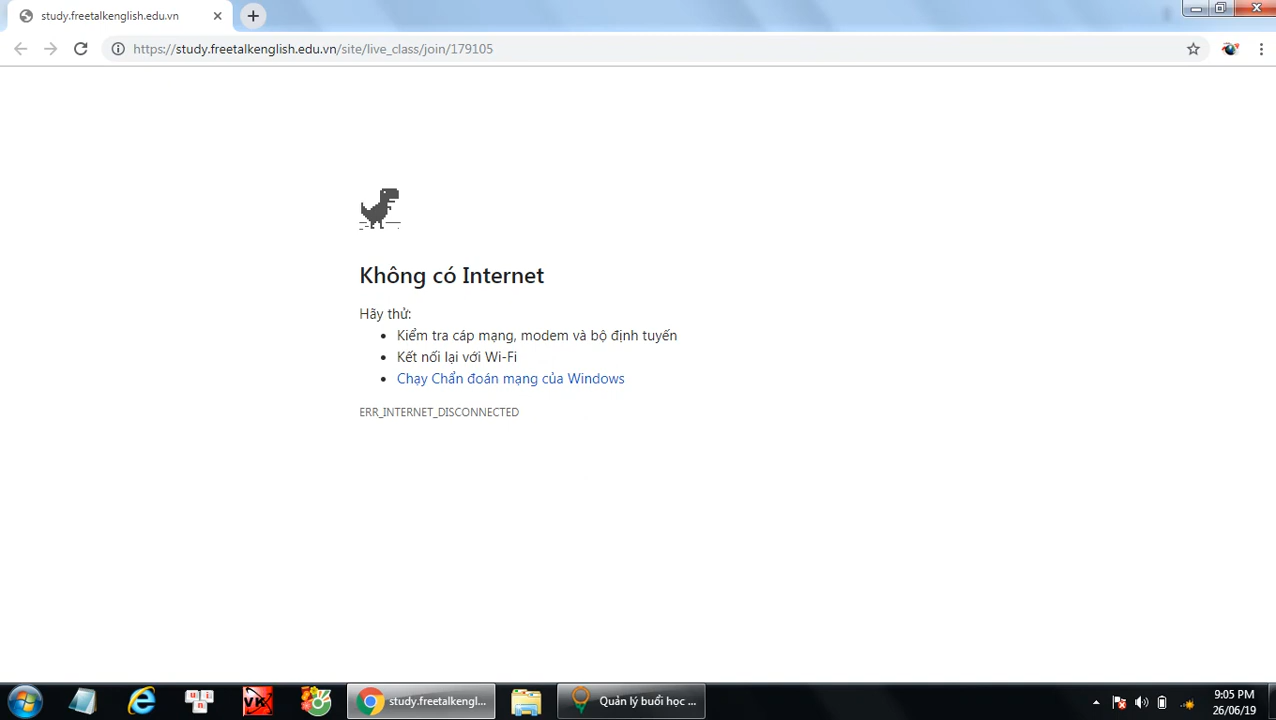 study.freetalkenglish.edu.vn
https://study.freetalkenglish.edu.vn/site/live_class/join/179105
Không có Internet
Hãy thử:
Kiểm tra cáp mạng, modem và bộ định tuyến
Kết nối lại với Wi-Fi
Chạy Chẩn đoán mạng của Windows
ERR_INTERNET_DISCONNECTED
study.freetalkengl...
Quản lý buổi học ...
9:05 PM
26/06/19